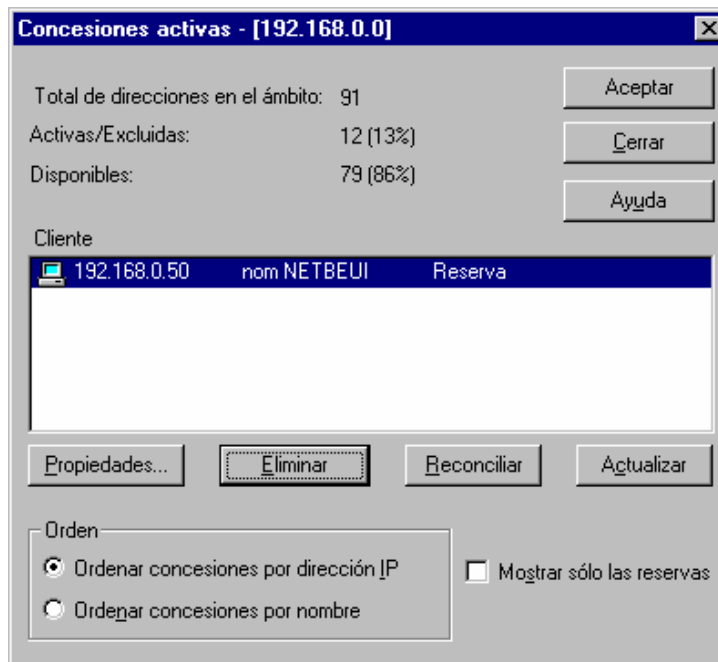 Concesiones activas - [192.168.0.0]
Total de direcciones en el ámbito: 91
Activas/Excluidas: 12 (13%)
Disponibles: 79 (86%)
Aceptar
Cerrar
Ayuda
Cliente
192.168.0.50 nom NETBEUI Reserva
Propiedades... Eliminar Reconciliar Actualizar
Orden
Ordenar concesiones por dirección IP
Ordenar concesiones por nombre
Mostrar sólo las reservas